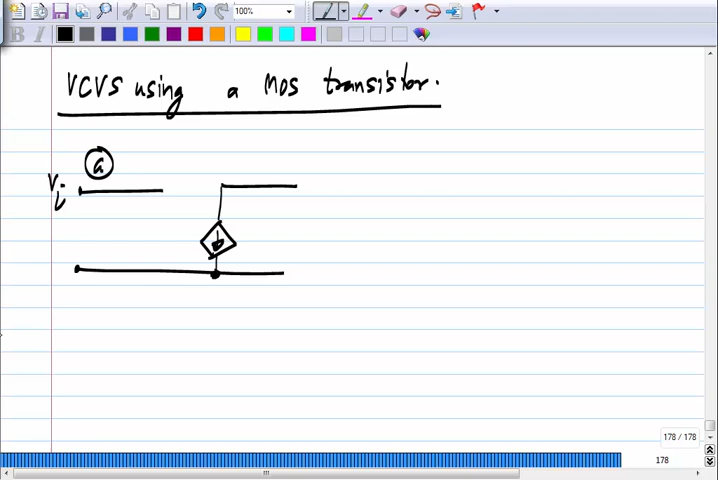 100%
B I
VCVS using a MOS transistor.
a
Vi
178 / 178
178